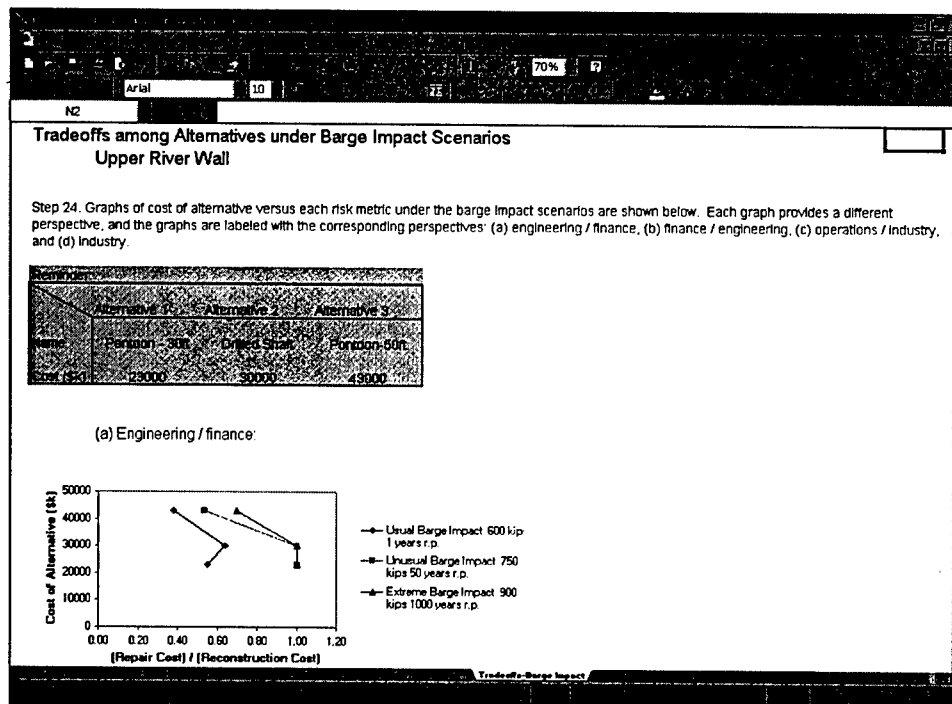 70%
Arial 10
N2
Tradeoffs among Alternatives under Barge Impact Scenarios
Upper River Wall
Step 24. Graphs of cost of alternative versus each risk metric under the barge impact scenarios are shown below. Each graph provides a different
perspective, and the graphs are labeled with the corresponding perspectives: (a) engineering / finance, (b) finance / engineering, (c) operations / industry,
and (d) industry.
Reminder:
Alternative 1 Alternative 2 Alternative 3
Name Pontoon - 30ft Drilled Shaft Pontoon-50ft
Cost ($k) 23000 30000 43000
(a) Engineering / finance:
Cost of Alternative ($k)
50000
40000
30000
20000
10000
0
0.00 0.20 0.40 0.60 0.80 1.00 1.20
[Repair Cost] / [Reconstruction Cost]
Usual Barge Impact 600 kip
1 years r.p.
Unusual Barge Impact 750
kips 50 years r.p.
Extreme Barge Impact 900
kips 1000 years r.p.
Tradeoffs-Barge Impact